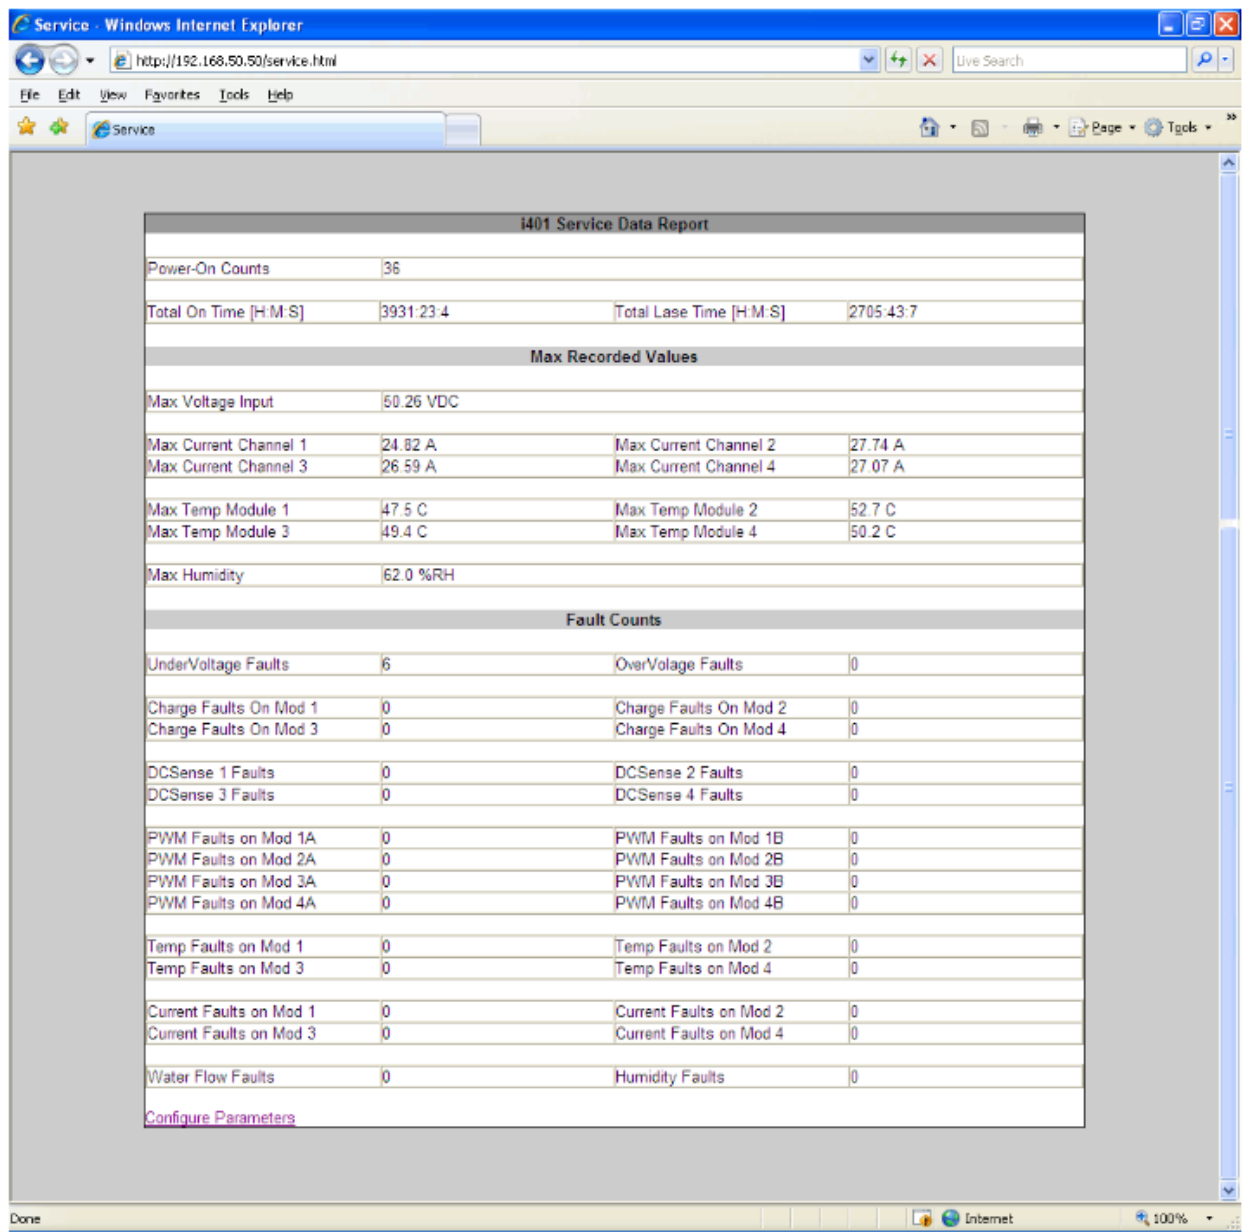 Service - Windows Internet Explorer
http://192.168.50.50/service.html
Live Search
File Edit View Favorites Tools Help
Service
Page Tools
i401 Service Data Report
Power-On Counts 36
Total On Time [H:M:S] 3931:23:4 Total Lase Time [H:M:S] 2705:43:7
Max Recorded Values
Max Voltage Input 50.26 VDC
Max Current Channel 1 24.82 A Max Current Channel 2 27.74 A
Max Current Channel 3 26.59 A Max Current Channel 4 27.07 A
Max Temp Module 1 47.5 C Max Temp Module 2 52.7 C
Max Temp Module 3 49.4 C Max Temp Module 4 50.2 C
Max Humidity 62.0 %RH
Fault Counts
UnderVoltage Faults 6 OverVolage Faults 0
Charge Faults On Mod 1 0 Charge Faults On Mod 2 0
Charge Faults On Mod 3 0 Charge Faults On Mod 4 0
DCSense 1 Faults 0 DCSense 2 Faults 0
DCSense 3 Faults 0 DCSense 4 Faults 0
PWM Faults on Mod 1A 0 PWM Faults on Mod 1B 0
PWM Faults on Mod 2A 0 PWM Faults on Mod 2B 0
PWM Faults on Mod 3A 0 PWM Faults on Mod 3B 0
PWM Faults on Mod 4A 0 PWM Faults on Mod 4B 0
Temp Faults on Mod 1 0 Temp Faults on Mod 2 0
Temp Faults on Mod 3 0 Temp Faults on Mod 4 0
Current Faults on Mod 1 0 Current Faults on Mod 2 0
Current Faults on Mod 3 0 Current Faults on Mod 4 0
Water Flow Faults 0 Humidity Faults 0
Configure Parameters
Done Internet 100%